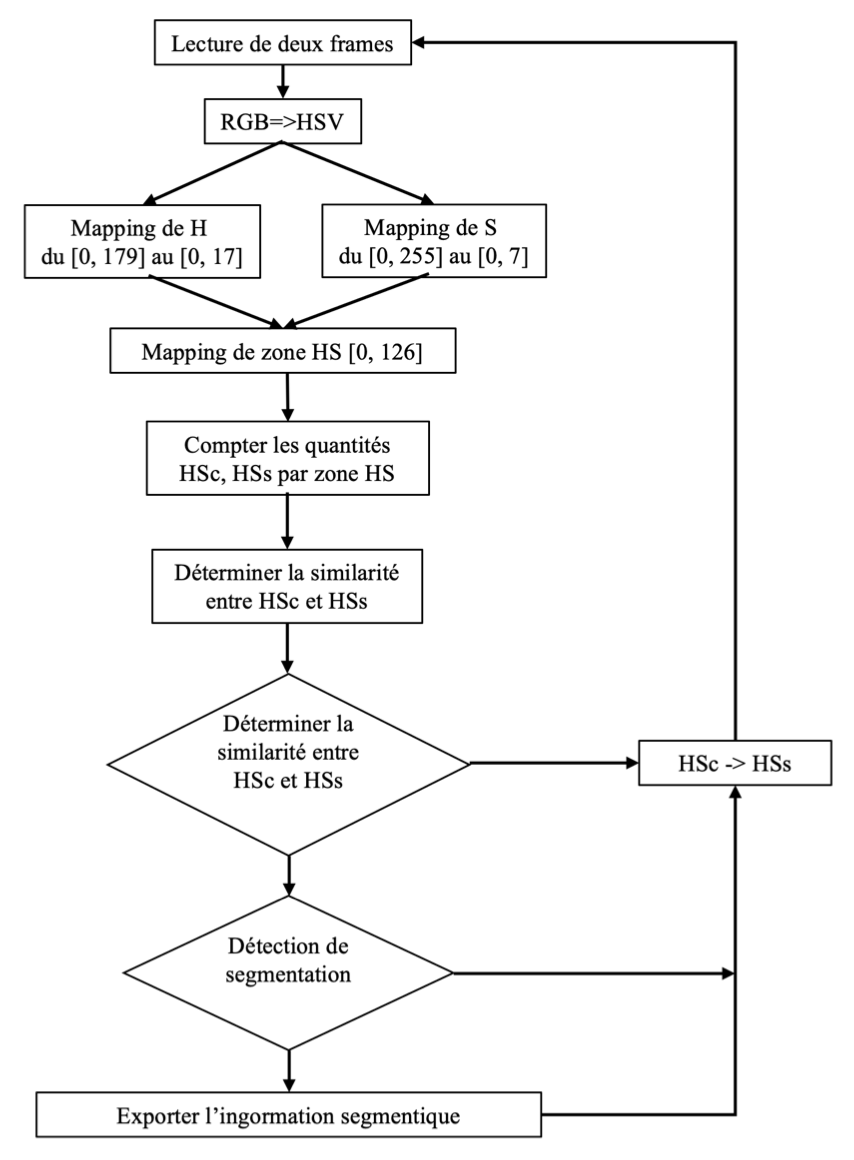 Lecture de deux frames
RGB=>HSV
Mapping de H
du [0, 179] au [0, 17]
Mapping de S
du [0, 255] au [0, 7]
Mapping de zone HS [0, 126]
Compter les quantités
HSc, HSs par zone HS
Déterminer la similarité
entre HSc et HSs
Déterminer la
similarité entre
HSc et HSs
HSc -> HSs
Détection de
segmentation
Exporter l’ingormation segmentique